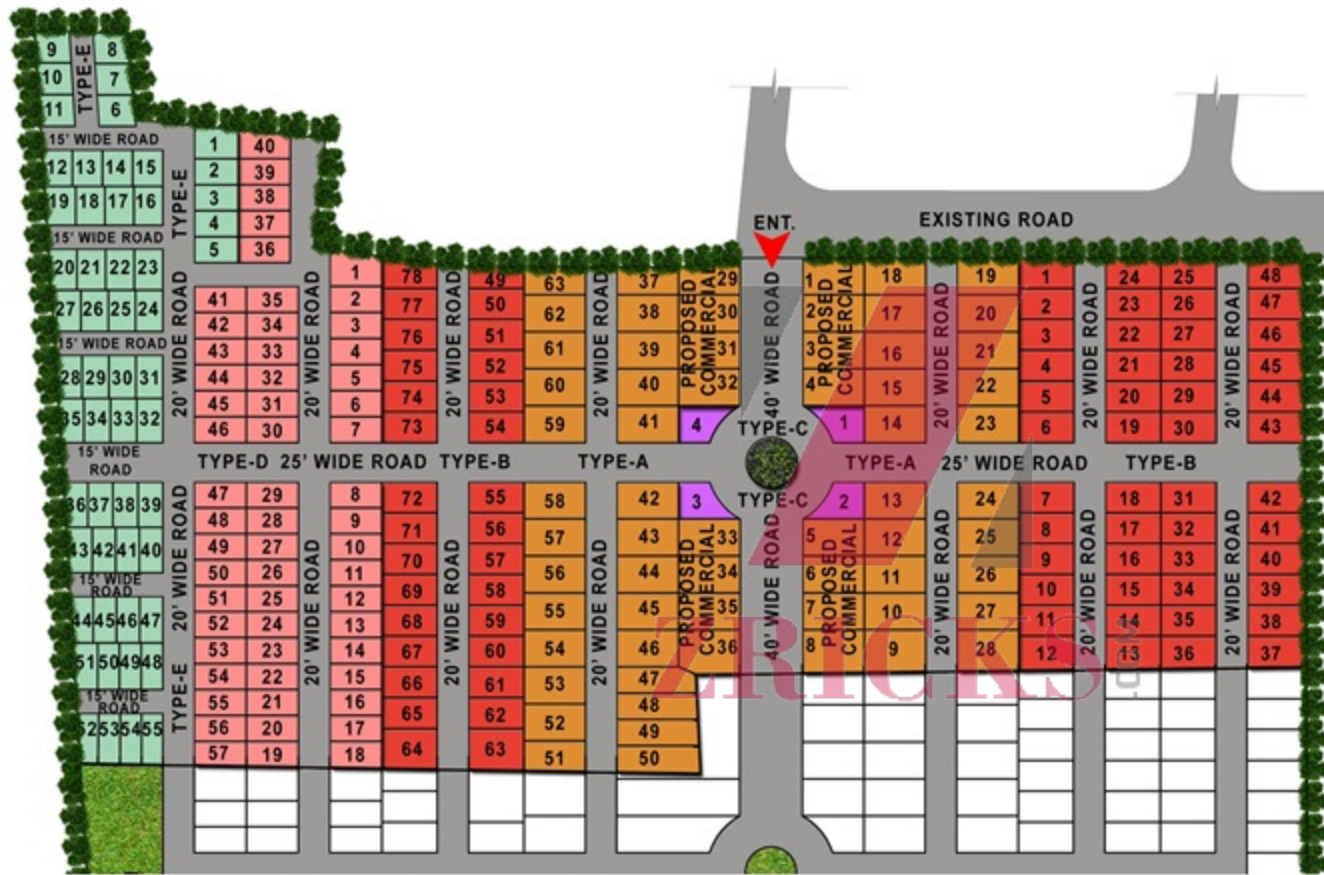 9 TYPE-E 8
10 7
11 6
15' WIDE ROAD
12 13 14 15
19 18 17 16
15' WIDE ROAD
20 21 22 23
27 26 25 24
15' WIDE ROAD
28 29 30 31
35 34 33 32
15' WIDE
ROAD
36 37 38 39
43 42 41 40
15' WIDE
ROAD
44 45 46 47
51 50 49 48
15' WIDE
ROAD
52 53 54 55
TYPE-E
20' WIDE ROAD
20' WIDE ROAD
TYPE-E
1 40
2 39
3 38
4 37
5 36
41 35
42 34
43 33
44 32
45 31
46 30
TYPE-D 25' WIDE ROAD TYPE-B TYPE-A
47 29
48 28
49 27
50 26
51 25
52 24
53 23
54 22
55 21
56 20
57 19
20' WIDE ROAD
20' WIDE ROAD
1 78
2 77
3 76
4 75
5 74
6 73
7
8 72
9 71
10 70
11 69
12 68
13 67
14 66
15 65
16 64
17
18
20' WIDE ROAD
20' WIDE ROAD
49 63
50 62
51 61
52 60
53 59
54
55 58
56 57
57 56
58 55
59 54
60 53
61 52
62 51
63
20' WIDE ROAD
20' WIDE ROAD
37
38
39
40
41
42
43
44
45
46
47
48
49
50
PROPOSED
COMMERCIAL
29
30
31
32
4
3
PROPOSED
COMMERCIAL
33
34
35
36
ENT.
40' WIDE ROAD
TYPE-C
TYPE-C
40' WIDE ROAD
EXISTING ROAD
1
2
3
4
PROPOSED
COMMERCIAL
1
2
5
6
7
8
PROPOSED
COMMERCIAL
18
17
16
15
14
TYPE-A 25' WIDE ROAD TYPE-B
13
12
11
10
9
20' WIDE ROAD
20' WIDE ROAD
19 1
20 2
21 3
22 4
23 5
6
24 7
25 8
26 9
27 10
28 11
12
20' WIDE ROAD
20' WIDE ROAD
24 25
23 26
22 27
21 28
20 29
19 30
18 31
17 32
16 33
15 34
14 35
13 36
20' WIDE ROAD
20' WIDE ROAD
48
47
46
45
44
43
42
41
40
39
38
37
ZRICKS
.COM